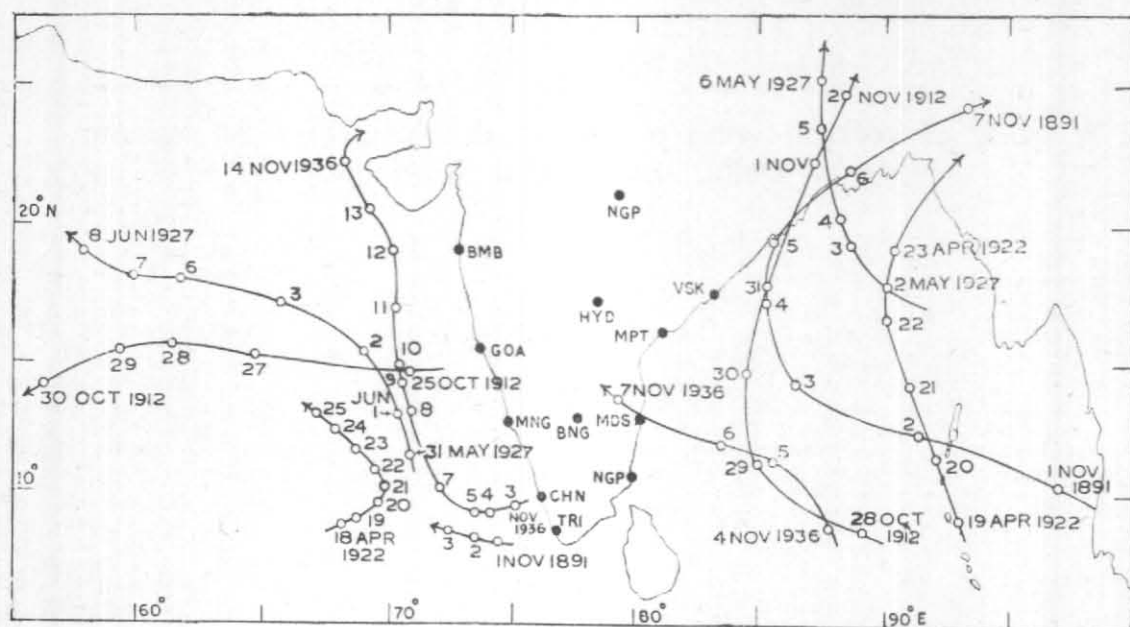 6 MAY 1927
2 NOV 1912
7 NOV 1891
5
14 NOV 1936
1 NOV
6
20°N
13
NGP
4
5
3
23 APR 1922
8 JUN 1927
12
BMB
7
6
31
2 MAY 1927
3
11
VSK
4
HYD
22
MPT
2
10
GOA
29
28
27
9
25 OCT 1912
30
7 NOV 1936
3
21
30 OCT 1912
JUN
1
8
25
MNG
BNG
MDS
24
23
31 MAY 1927
6
5
2
20
22
29
1 NOV
1891
10°
21
7
NGP
20
5 4 3
CHN
19
NOV
1936
TRI
28 OCT
1912
19 APR 1922
18 APR
1922
3
2
1 NOV 1891
4 NOV 1936
60°
70°
80°
90°E